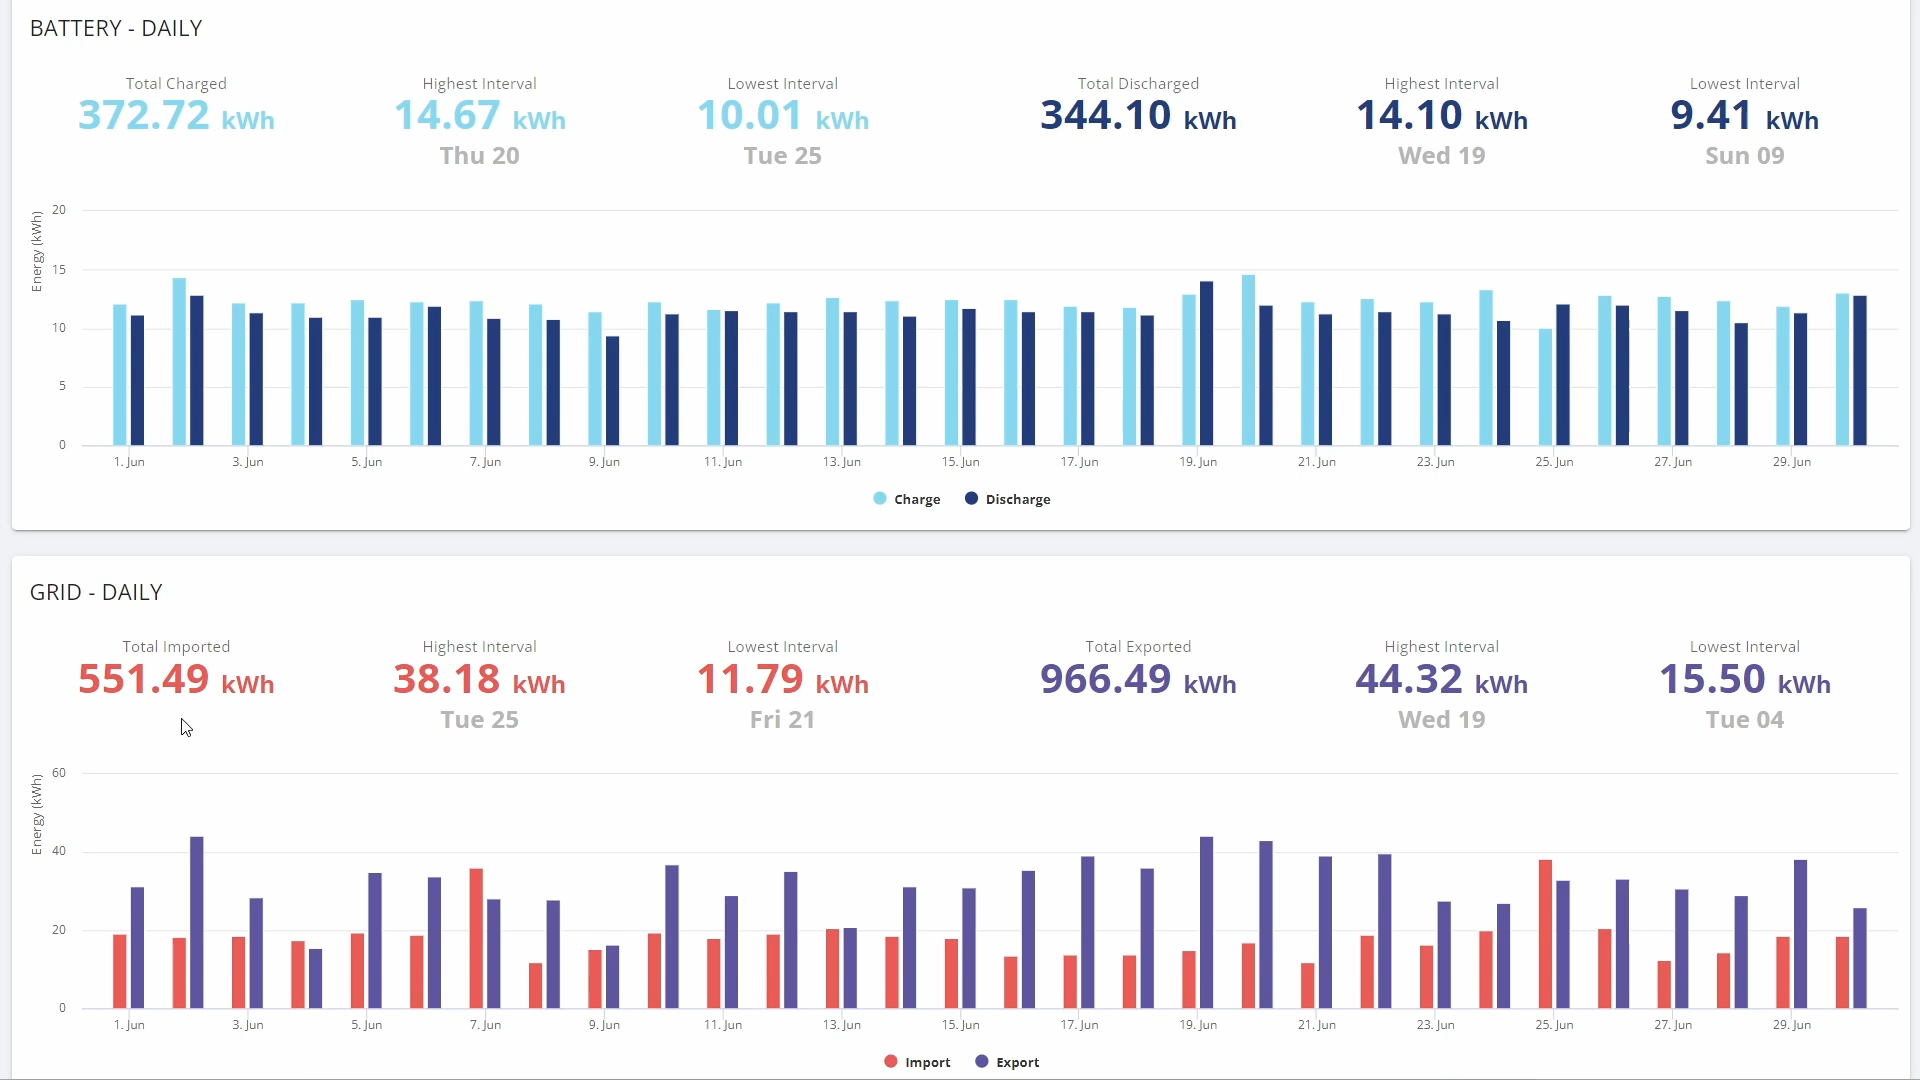 BATTERY - DAILY
Total Charged
372.72 kWh
Highest Interval
14.67 kWh
Thu 20
Lowest Interval
10.01 kWh
Tue 25
Total Discharged
344.10 kWh
Highest Interval
14.10 kWh
Wed 19
Lowest Interval
9.41 kWh
Sun 09
Energy (kWh)
20
15
10
5
0
1. Jun 3. Jun 5. Jun 7. Jun 9. Jun 11. Jun 13. Jun 15. Jun 17. Jun 19. Jun 21. Jun 23. Jun 25. Jun 27. Jun 29. Jun
Charge Discharge
GRID - DAILY
Total Imported
551.49 kWh
Highest Interval
38.18 kWh
Tue 25
Lowest Interval
11.79 kWh
Fri 21
Total Exported
966.49 kWh
Highest Interval
44.32 kWh
Wed 19
Lowest Interval
15.50 kWh
Tue 04
Energy (kWh)
60
40
20
0
1. Jun 3. Jun 5. Jun 7. Jun 9. Jun 11. Jun 13. Jun 15. Jun 17. Jun 19. Jun 21. Jun 23. Jun 25. Jun 27. Jun 29. Jun
Import Export